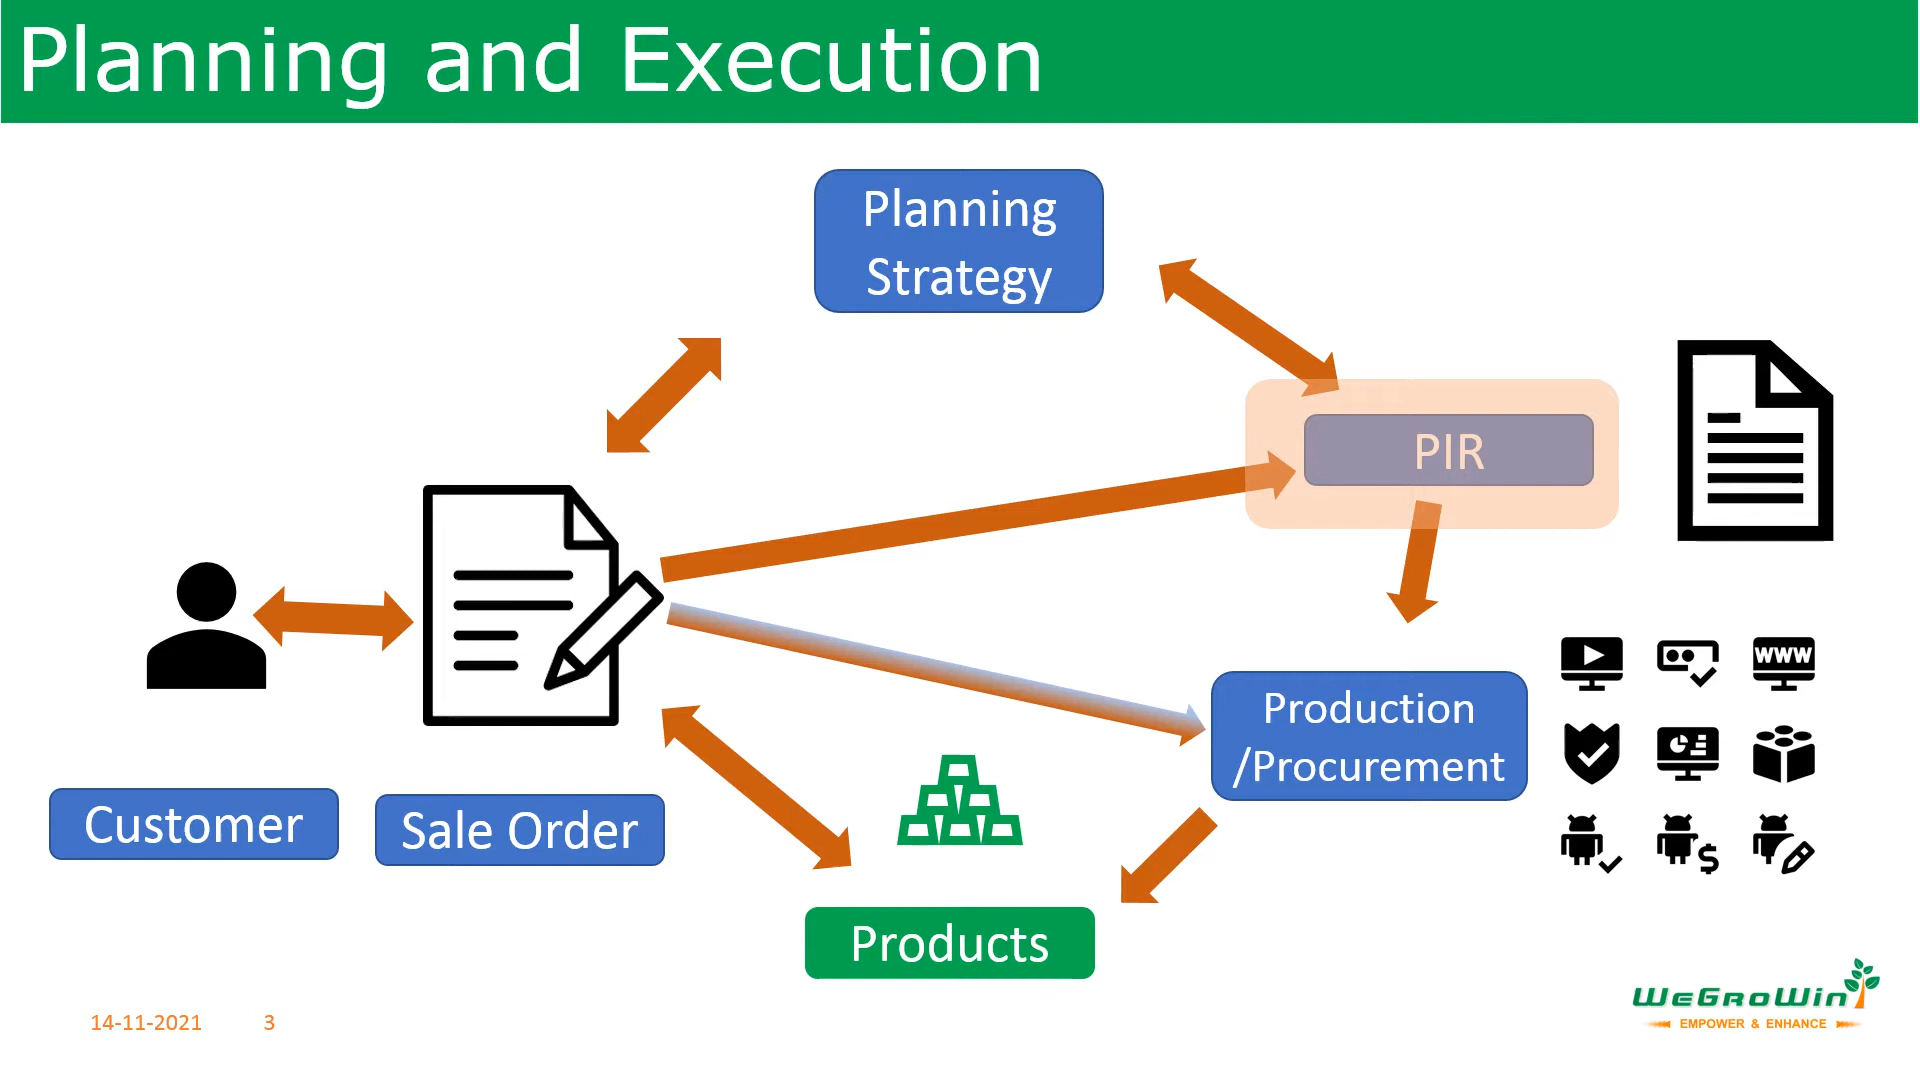 Planning and Execution
Planning
Strategy
PIR
Production
/Procurement
WWW
$
Customer
Sale Order
Products
14-11-2021
3
WeGroWin
EMPOWER & ENHANCE